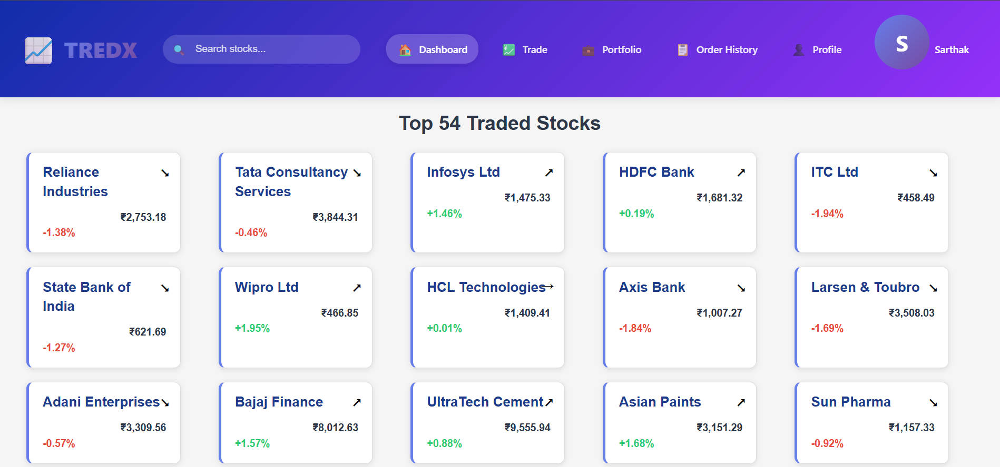 TREDX
Search stocks...
Dashboard
Trade
Portfolio
Order History
Profile
S
Sarthak
Top 54 Traded Stocks
Reliance
Industries
↘
₹2,753.18
-1.38%
Tata Consultancy
Services
↘
₹3,844.31
-0.46%
Infosys Ltd
↗
₹1,475.33
+1.46%
HDFC Bank
↗
₹1,681.32
+0.19%
ITC Ltd
↘
₹458.49
-1.94%
State Bank of
India
↘
₹621.69
-1.27%
Wipro Ltd
↗
₹466.85
+1.95%
HCL Technologies
→
₹1,409.41
+0.01%
Axis Bank
↘
₹1,007.27
-1.84%
Larsen & Toubro
↘
₹3,508.03
-1.69%
Adani Enterprises
↘
₹3,309.56
-0.57%
Bajaj Finance
↗
₹8,012.63
+1.57%
UltraTech Cement
↗
₹9,555.94
+0.88%
Asian Paints
↗
₹3,151.29
+1.68%
Sun Pharma
↘
₹1,157.33
-0.92%